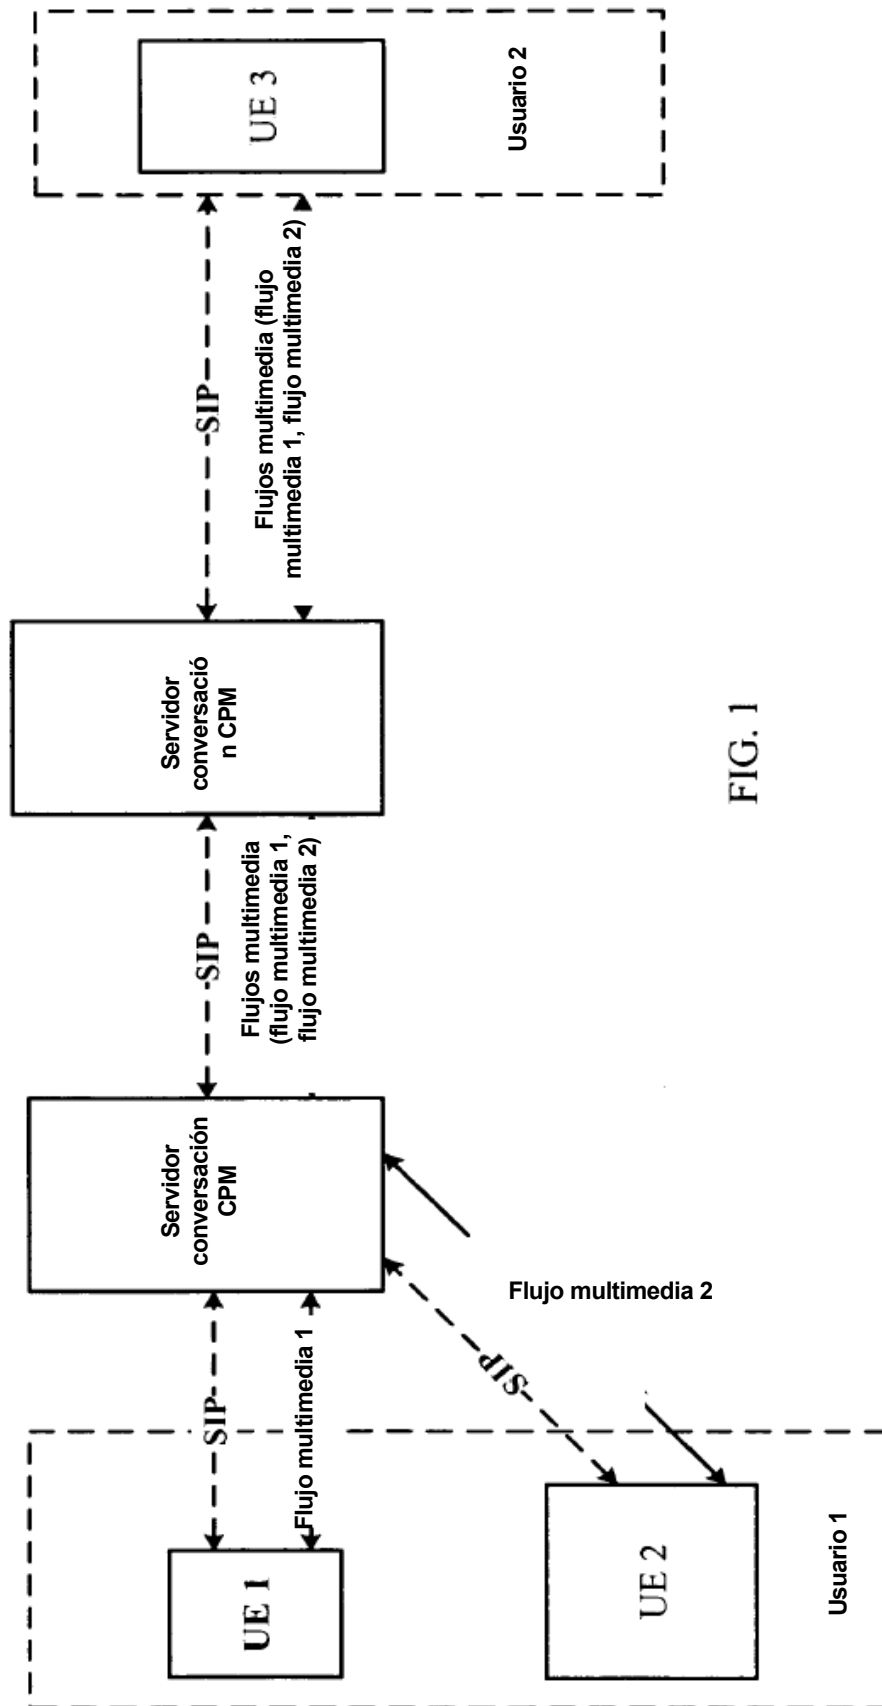 UE 1
SIP
Flujo multimedia 1
Servidor
conversación
CPM
SIP
Flujos multimedia
(flujo multimedia 1,
flujo multimedia 2)
Servidor
conversació
n CPM
SIP
Flujos multimedia (flujo
multimedia 1, flujo multimedia 2)
UE 3
Usuario 2
SIP
Flujo multimedia 2
UE 2
Usuario 1
FIG. 1